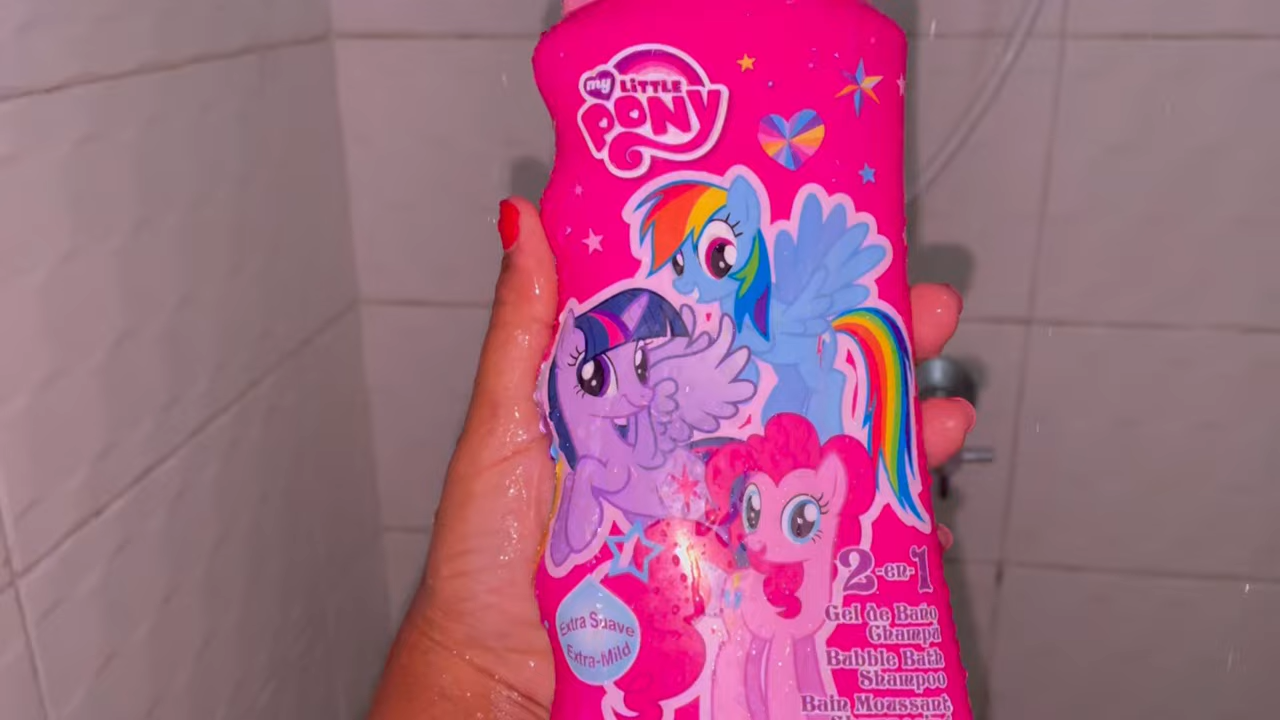 my LiTTLE
PONY
2-en-1
Gel de Baño
Champú
Bubble Bath
Shampoo
Bain Moussant
Extra Suave
Extra-Mild